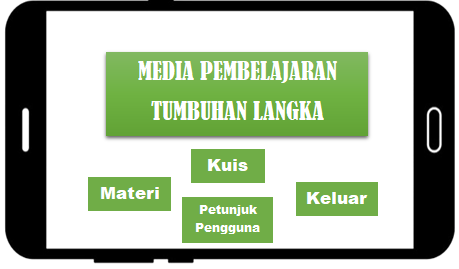 MEDIA PEMBELAJARAN
TUMBUHAN LANGKA
Kuis
Materi
Keluar
Petunjuk
Pengguna